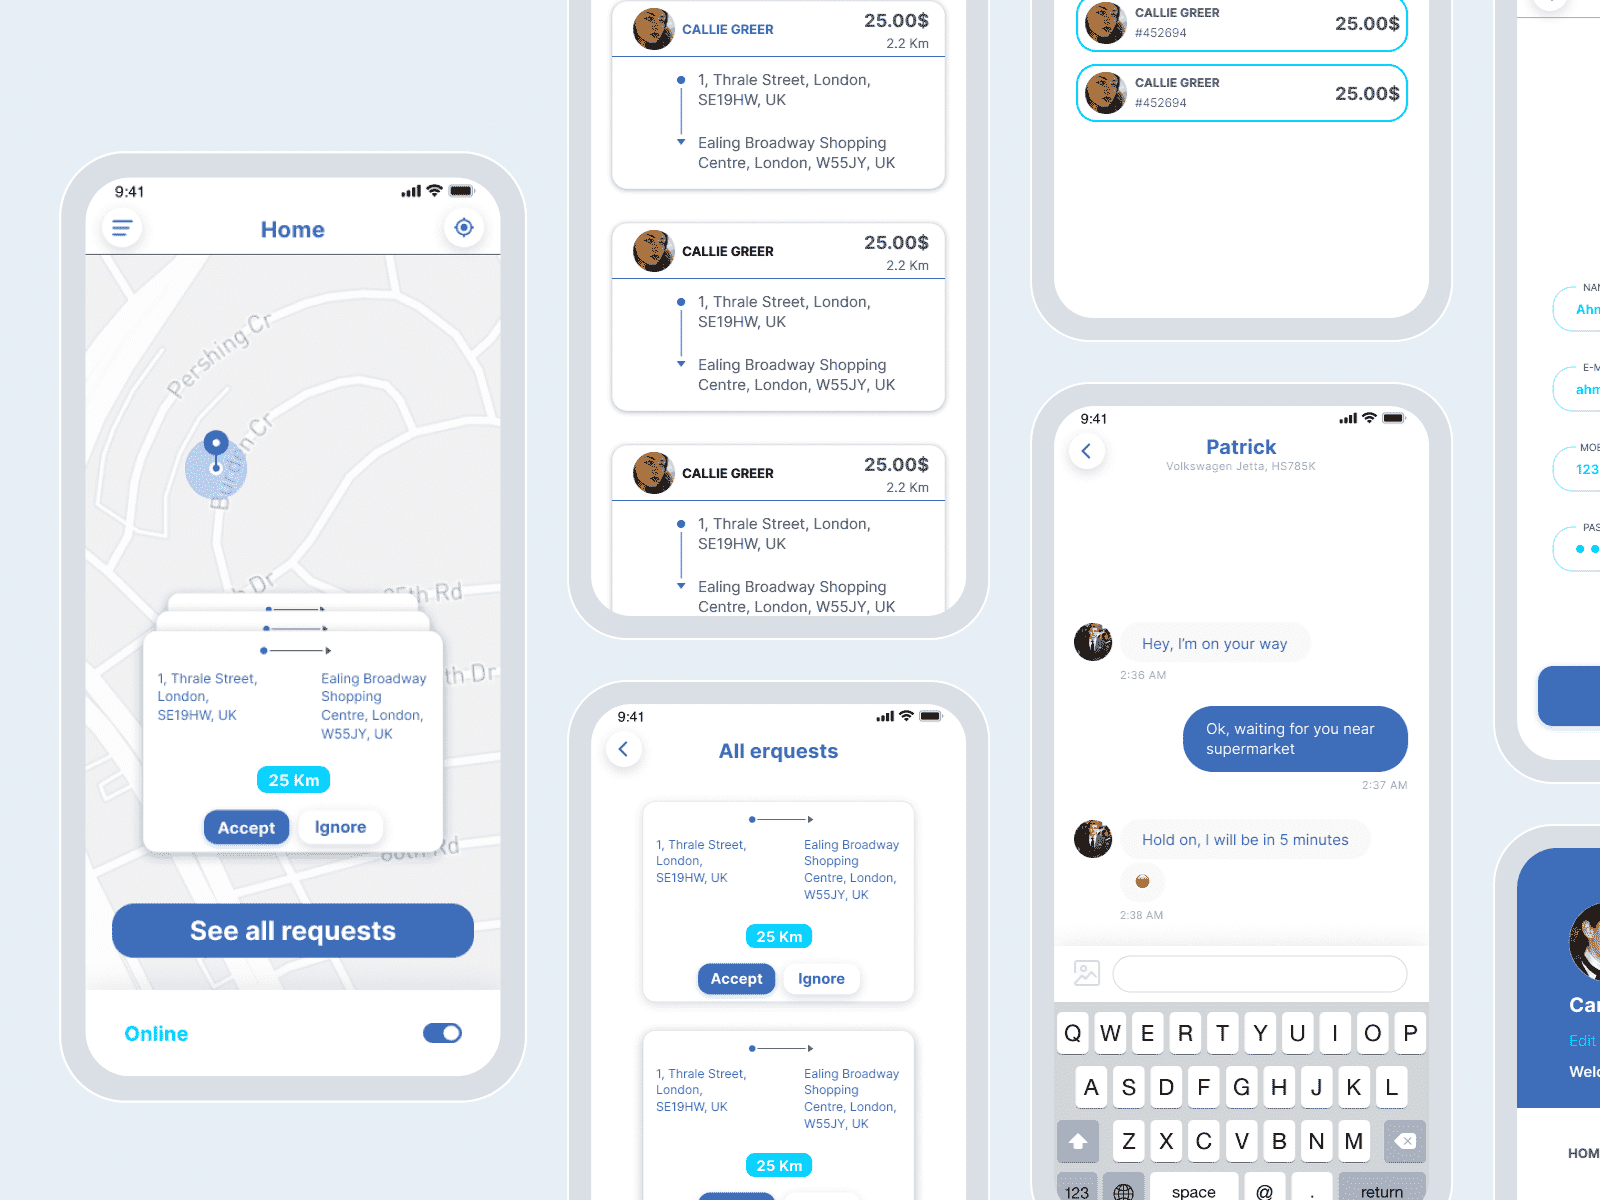 9:41
Home
Pershing Cr
Dr
35th Rd
th Dr
1, Thrale Street,
London,
SE19HW, UK
Ealing Broadway
Shopping
Centre, London,
W55JY, UK
25 Km
Accept
Ignore
Rd
See all requests
Online
CALLIE GREER
25.00$
2.2 Km
1, Thrale Street, London,
SE19HW, UK
Ealing Broadway Shopping
Centre, London, W55JY, UK
CALLIE GREER
25.00$
2.2 Km
1, Thrale Street, London,
SE19HW, UK
Ealing Broadway Shopping
Centre, London, W55JY, UK
CALLIE GREER
25.00$
2.2 Km
1, Thrale Street, London,
SE19HW, UK
Ealing Broadway Shopping
Centre, London, W55JY, UK
9:41
All erquests
1, Thrale Street,
London,
SE19HW, UK
Ealing Broadway
Shopping
Centre, London,
W55JY, UK
25 Km
Accept
Ignore
1, Thrale Street,
London,
SE19HW, UK
Ealing Broadway
Shopping
Centre, London,
W55JY, UK
25 Km
CALLIE GREER
#452694
25.00$
CALLIE GREER
#452694
25.00$
9:41
Patrick
Volkswagen Jetta, HS785K
Hey, I'm on your way
2:36 AM
Ok, waiting for you near
supermarket
2:37 AM
Hold on, I will be in 5 minutes
2:38 AM
Q W E R T Y U I O P
A S D F G H J K L
Z X C V B N M
123 space @ . return
NAM
Ahm
E-M
ahm
MOB
123
PAS
Car
Edit
Welc
HOM